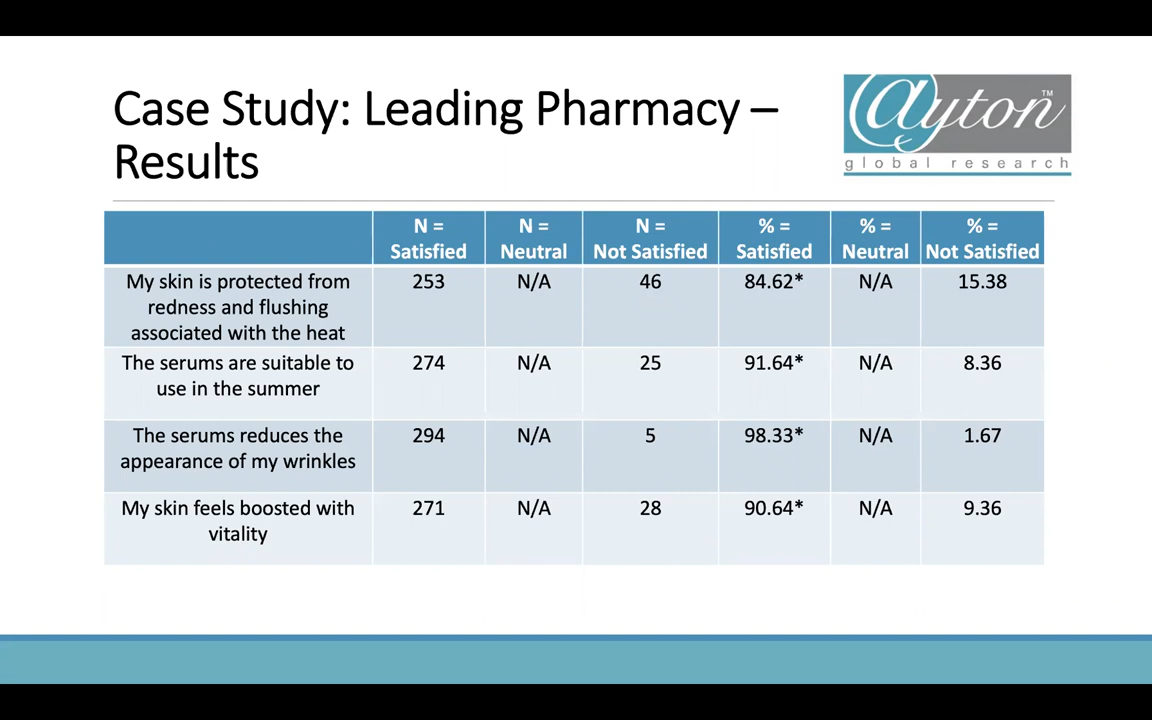 Case Study: Leading Pharmacy –
Results
@yton™
global research
N =
Satisfied
N =
Neutral
N =
Not Satisfied
% =
Satisfied
% =
Neutral
% =
Not Satisfied
My skin is protected from
redness and flushing
associated with the heat
253
N/A
46
84.62*
N/A
15.38
The serums are suitable to
use in the summer
274
N/A
25
91.64*
N/A
8.36
The serums reduces the
appearance of my wrinkles
294
N/A
5
98.33*
N/A
1.67
My skin feels boosted with
vitality
271
N/A
28
90.64*
N/A
9.36